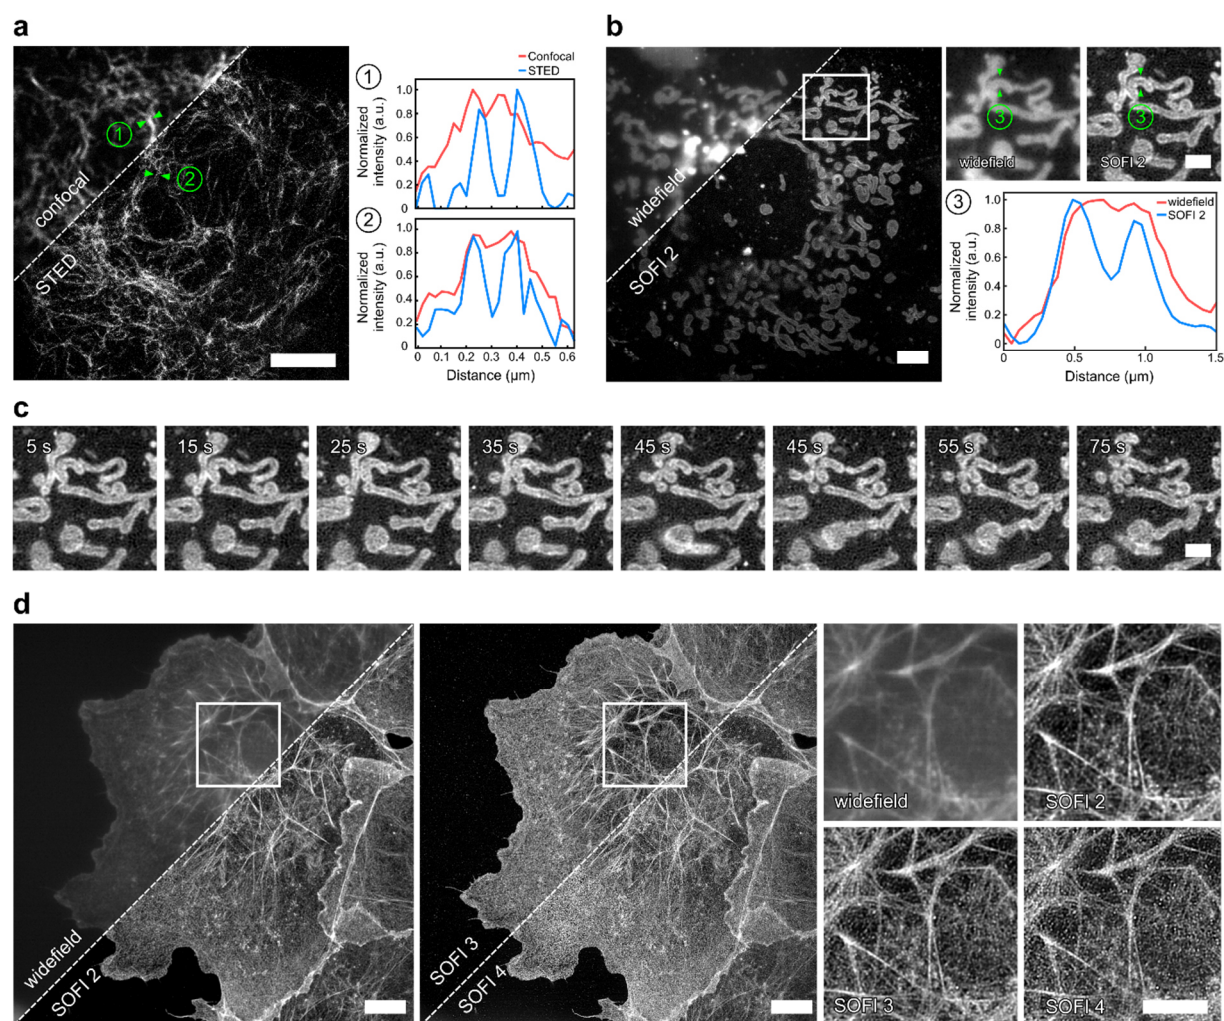 a
confocal
STED
1
2
1
Confocal
STED
Normalized
intensity (a.u.)
1.0
0.8
0.6
0.4
0.2
0
2
Normalized
intensity (a.u.)
1.0
0.8
0.6
0.4
0.2
0
0 0.1 0.2 0.3 0.4 0.5 0.6
Distance (µm)
b
widefield
SOFI 2
3
widefield
3
SOFI 2
3
widefield
SOFI 2
Normalized
intensity (a.u.)
1.0
0.8
0.6
0.4
0.2
0
0 0.5 1.0 1.5
Distance (µm)
c
5 s
15 s
25 s
35 s
45 s
45 s
55 s
75 s
d
widefield
SOFI 2
SOFI 3
SOFI 4
widefield
SOFI 2
SOFI 3
SOFI 4